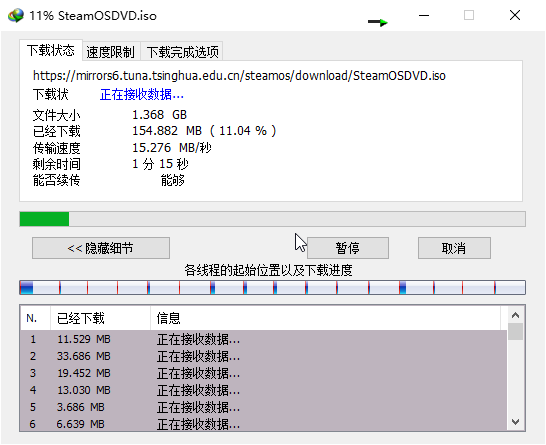 11% SteamOSDVD.iso
下载状态 速度限制 下载完成选项
https://mirrors6.tuna.tsinghua.edu.cn/steamos/download/SteamOSDVD.iso
下载状 正在接收数据...
文件大小 1.368 GB
已经下载 154.882 MB ( 11.04 % )
传输速度 15.276 MB/秒
剩余时间 1 分 15 秒
能否续传 能够
<< 隐藏细节 暂停 取消
各线程的起始位置以及下载进度
N. 已经下载 信息
1 11.529 MB 正在接收数据...
2 33.686 MB 正在接收数据...
3 19.452 MB 正在接收数据...
4 13.030 MB 正在接收数据...
5 3.686 MB 正在接收数据...
6 6.639 MB 正在接收数据...